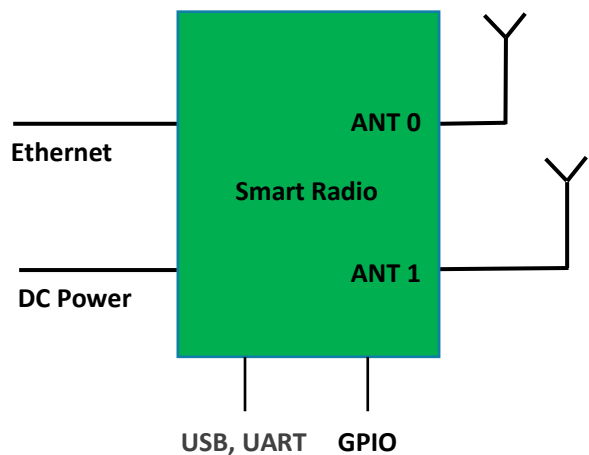 ANT 0
Ethernet
Smart Radio
ANT 1
DC Power
USB, UART GPIO